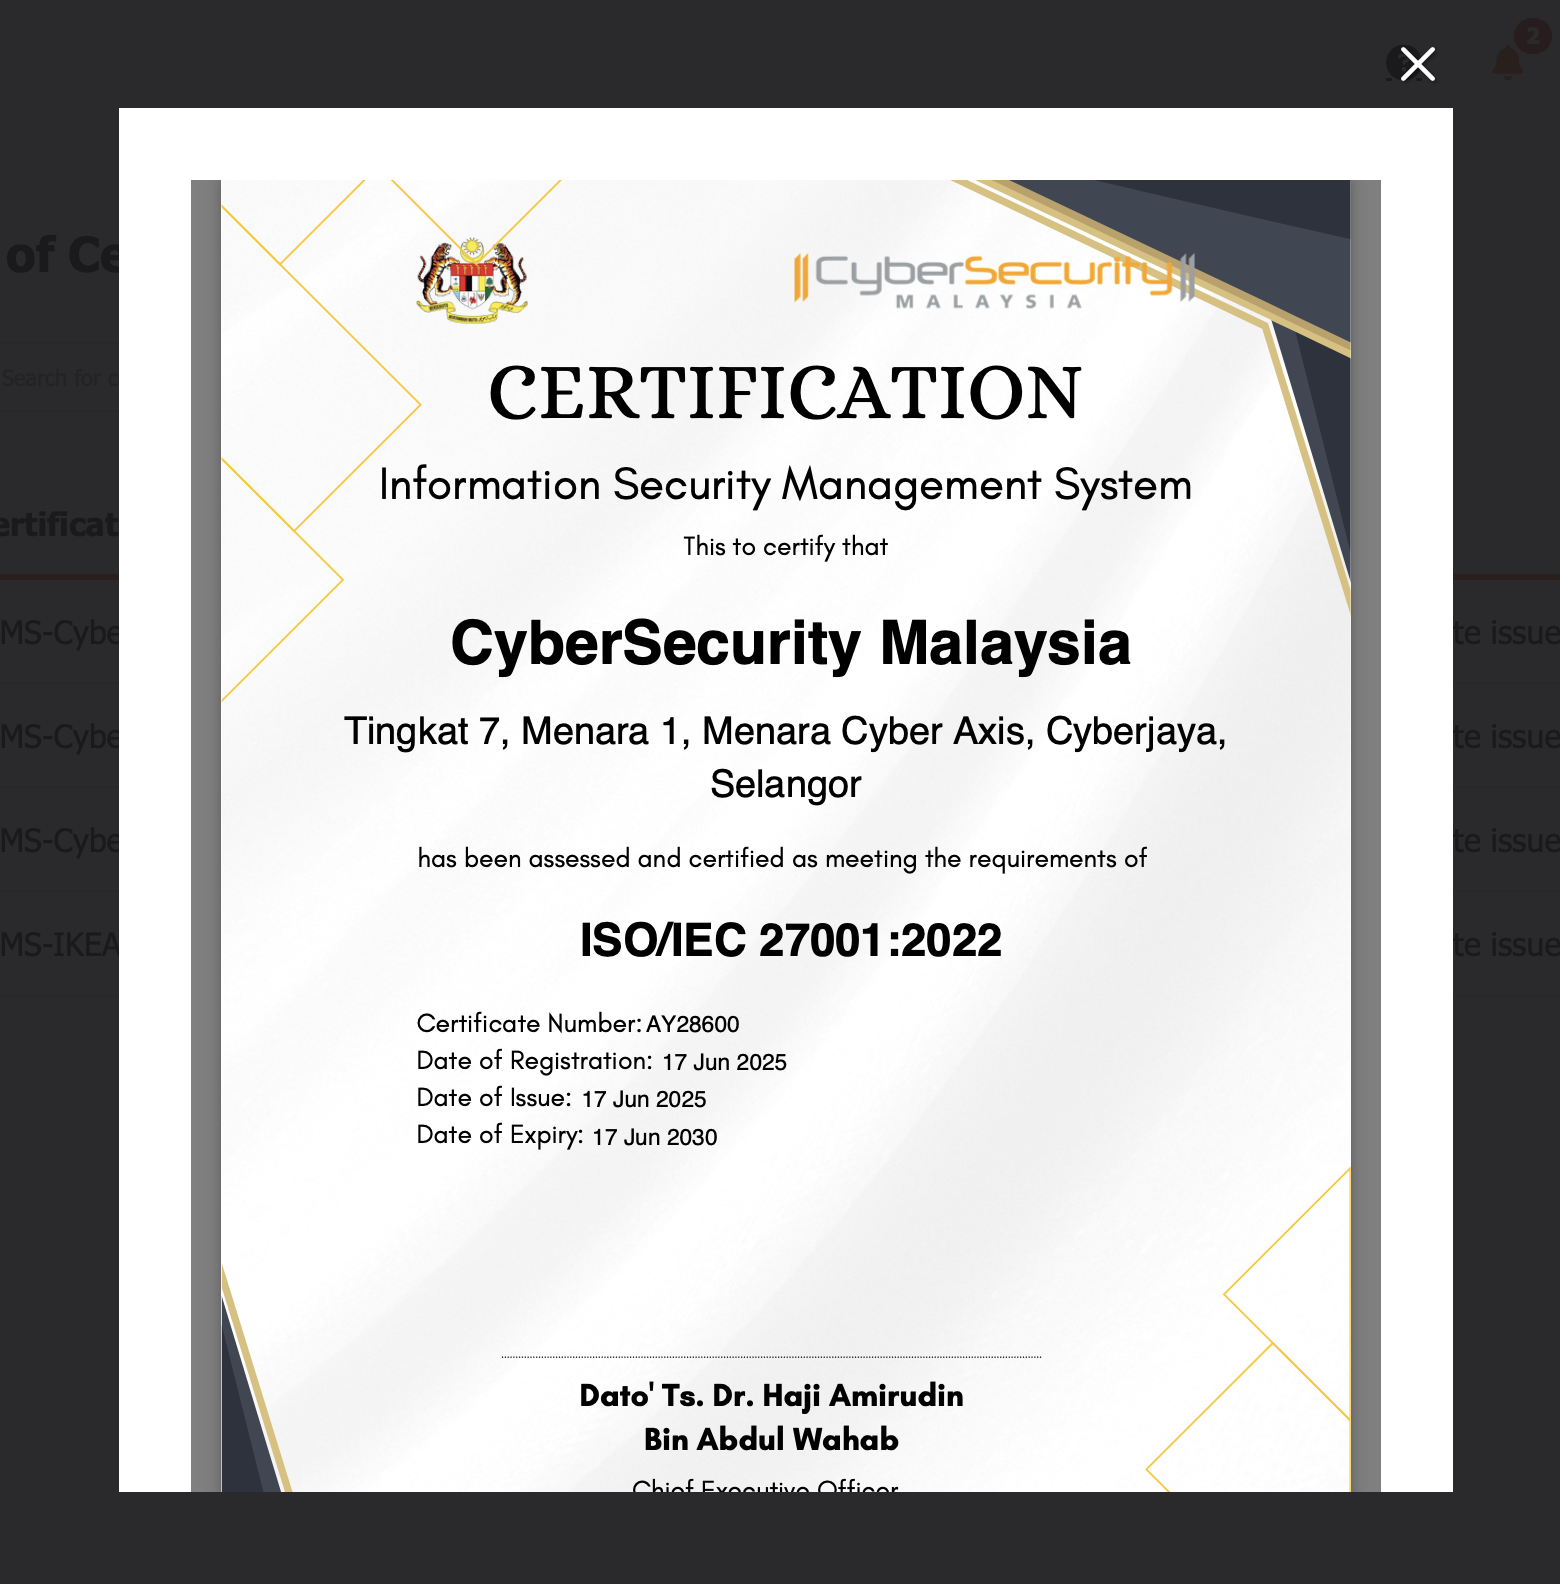 2
of Ce
Search for c
ertificat
MS-Cybe
te issue
MS-Cybe
te issue
MS-Cybe
te issue
MS-IKEA
te issue
CyberSecurity
MALAYSIA
CERTIFICATION
Information Security Management System
This to certify that
CyberSecurity Malaysia
Tingkat 7, Menara 1, Menara Cyber Axis, Cyberjaya,
Selangor
has been assessed and certified as meeting the requirements of
ISO/IEC 27001:2022
Certificate Number: AY28600
Date of Registration: 17 Jun 2025
Date of Issue: 17 Jun 2025
Date of Expiry: 17 Jun 2030
Dato' Ts. Dr. Haji Amirudin
Bin Abdul Wahab
Chief Executive Officer